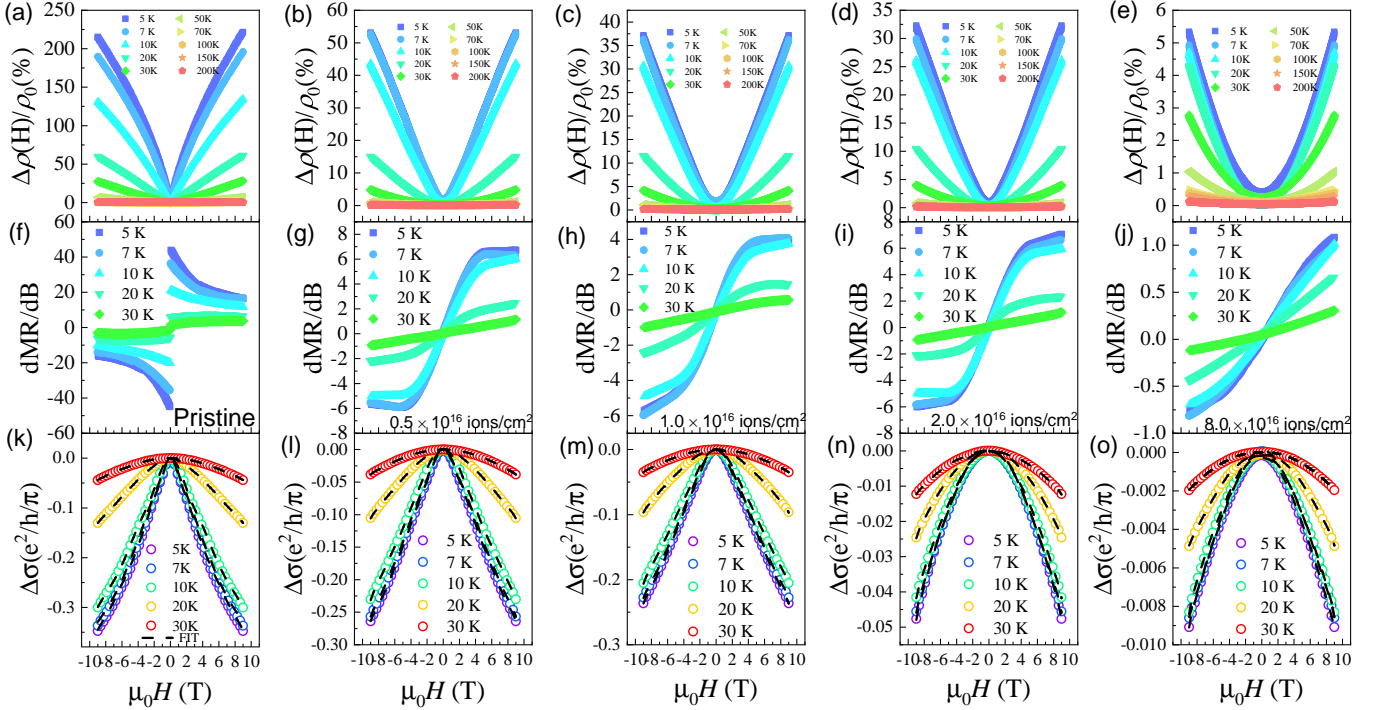 (a)
5 K
7 K
10K
20K
30K
50K
70K
100K
150K
200K
250
225
200
175
150
125
100
75
50
25
0
Δρ(H)/ρ0(%)
(b)
5 K
7 K
10K
20K
30K
50K
70K
100K
150K
200K
60
50
40
30
20
10
0
Δρ(H)/ρ0(%)
(c)
5 K
7 K
10K
20K
30K
50K
70K
100K
150K
200K
40
35
30
25
20
15
10
5
0
Δρ(H)/ρ0(%)
(d)
5 K
7 K
10K
20K
30K
50K
70K
100K
150K
200K
35
30
25
20
15
10
5
0
Δρ(H)/ρ0(%)
(e)
5 K
7 K
10K
20K
30K
50K
70K
100K
150K
200K
6
5
4
3
2
1
0
Δρ(H)/ρ0(%)
(f)
5 K
7 K
10 K
20 K
30 K
60
40
20
0
-20
-40
-60
dMR/dB
Pristine
(g)
5 K
7 K
10 K
20 K
30 K
8
6
4
2
0
-2
-4
-6
-8
dMR/dB
0.5×10^16 ions/cm^2
(h)
5 K
7 K
10 K
20 K
30 K
4
2
0
-2
-4
-6
dMR/dB
1.0×10^16 ions/cm^2
(i)
5 K
7 K
10 K
20 K
30 K
8
6
4
2
0
-2
-4
-6
-8
dMR/dB
2.0×10^16 ions/cm^2
(j)
5 K
7 K
10 K
20 K
30 K
1.0
0.5
0.0
-0.5
-1.0
dMR/dB
8.0×10^16 ions/cm^2
(k)
5K
7K
10K
20K
30K
FIT
0.0
-0.1
-0.2
-0.3
Δσ(e^2/h/π)
-10 -8 -6 -4 -2 0 2 4 6 8 10
μ0H (T)
(l)
5 K
7 K
10 K
20 K
30 K
0.00
-0.05
-0.10
-0.15
-0.20
-0.25
-0.30
Δσ(e^2/h/π)
-10 -8 -6 -4 -2 0 2 4 6 8 10
μ0H (T)
(m)
5 K
7 K
10 K
20 K
30 K
0.0
-0.1
-0.2
-0.3
Δσ(e^2/h/π)
-10 -8 -6 -4 -2 0 2 4 6 8 10
μ0H (T)
(n)
5 K
7 K
10 K
20 K
30 K
0.00
-0.01
-0.02
-0.03
-0.04
-0.05
Δσ(e^2/h/π)
-10 -8 -6 -4 -2 0 2 4 6 8 10
μ0H (T)
(o)
5 K
7 K
10 K
20 K
30 K
0.000
-0.002
-0.004
-0.006
-0.008
-0.010
Δσ(e^2/h/π)
-10 -8 -6 -4 -2 0 2 4 6 8 10
μ0H (T)